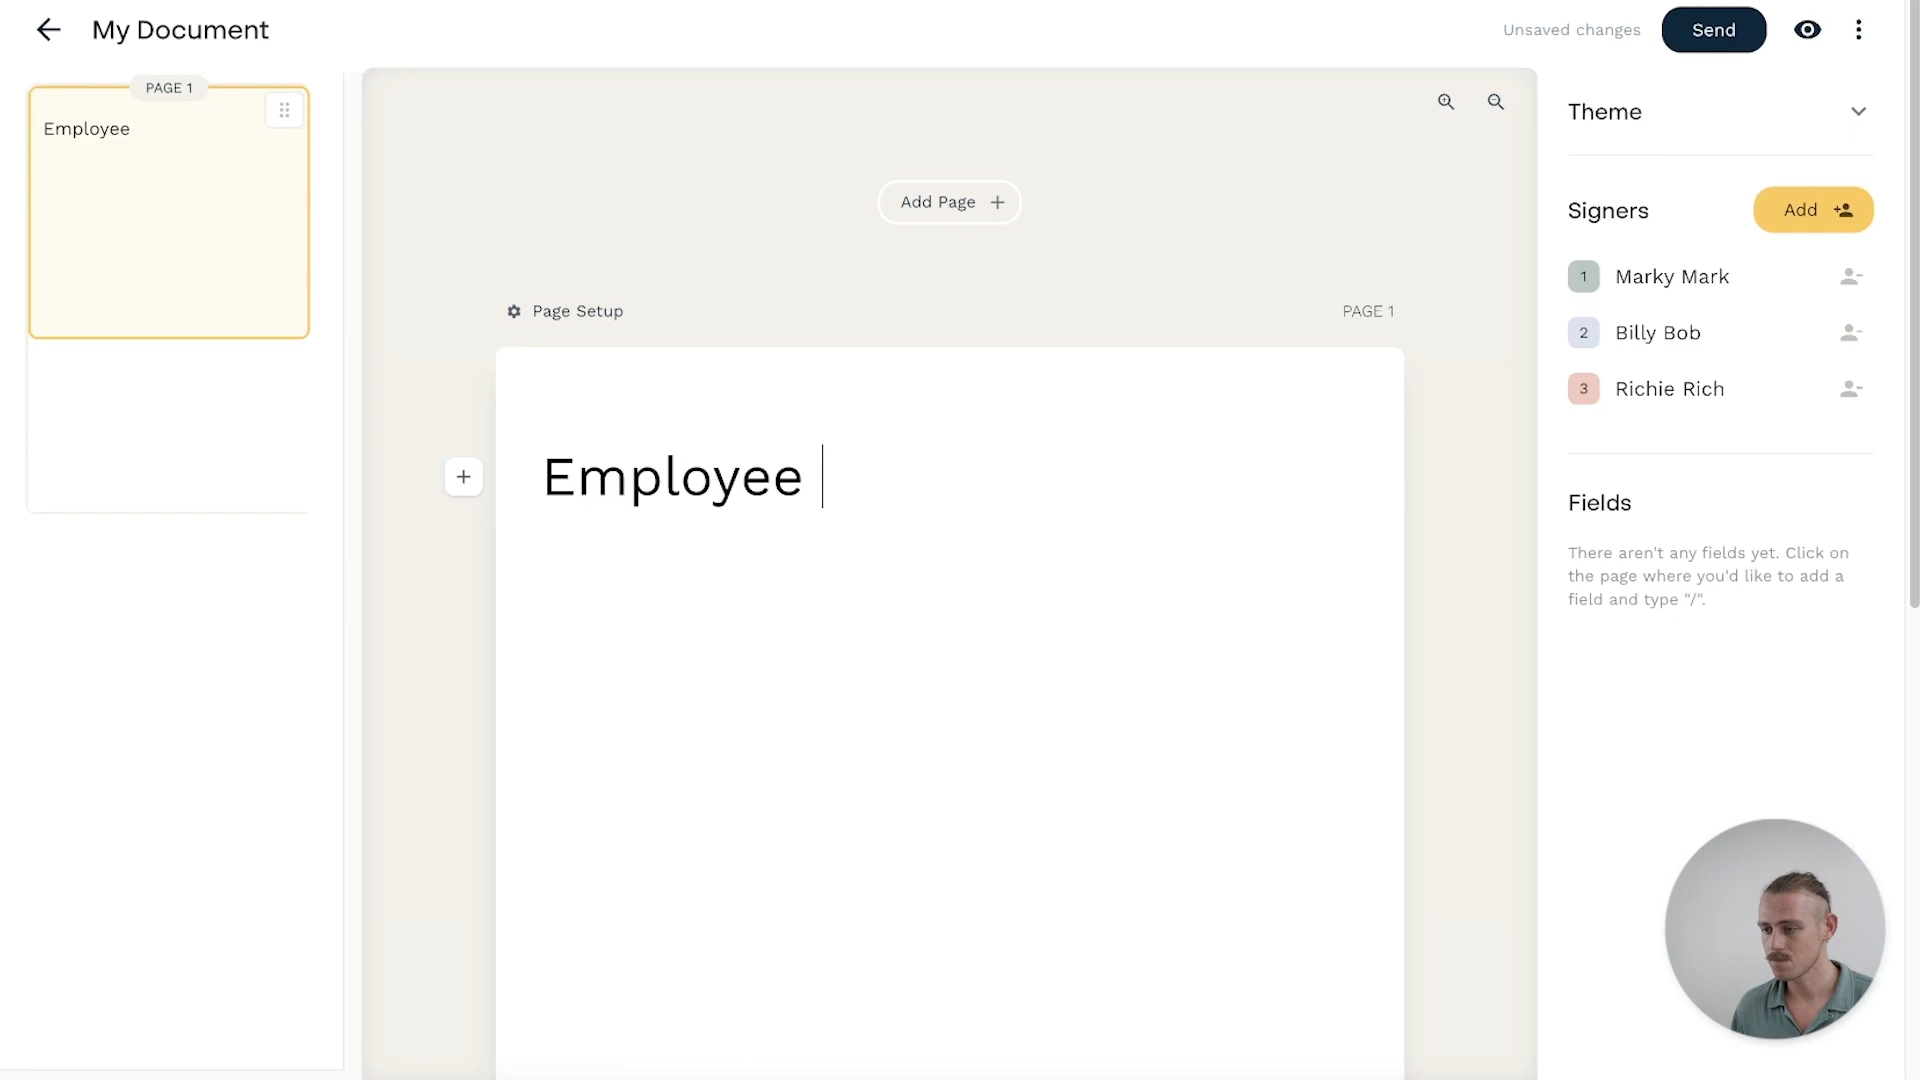 My Document
Unsaved changes
Send
PAGE 1
Employee
Add Page
Page Setup
PAGE 1
Employee
Theme
Signers
Add
1 Marky Mark
2 Billy Bob
3 Richie Rich
Fields
There aren't any fields yet. Click on
the page where you'd like to add a
field and type "/".